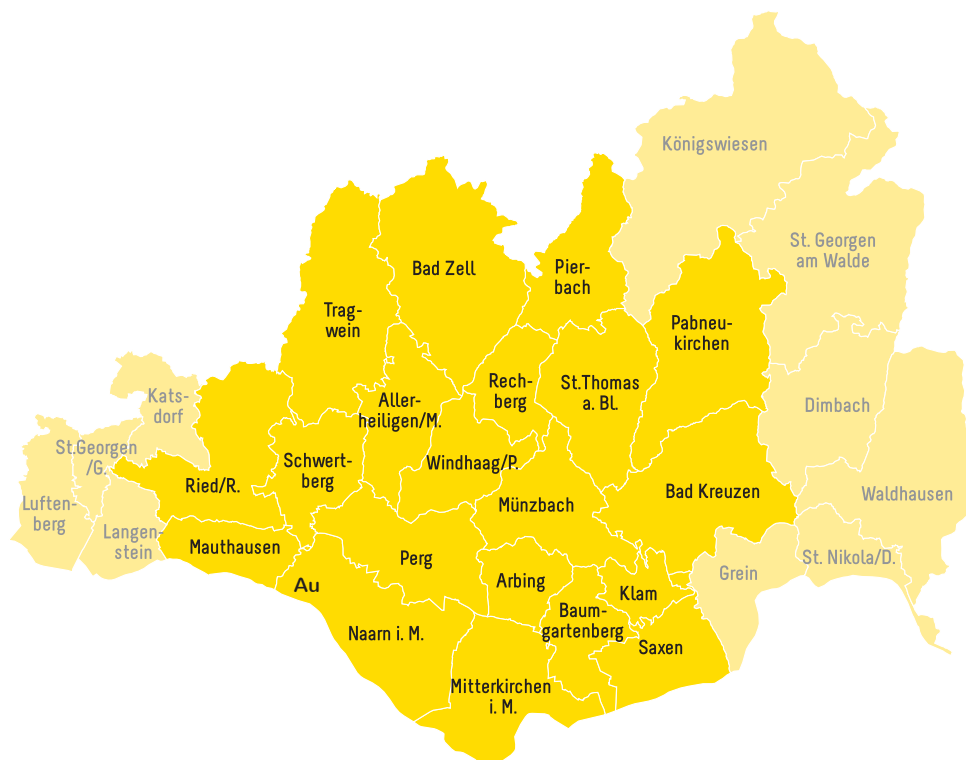 Königswiesen
St. Georgen
am Walde
Bad Zell
Pier-
bach
Trag-
wein
Pabneu-
kirchen
Rech-
berg
St.Thomas
a. Bl.
Kats-
dorf
Aller-
heiligen/M.
Dimbach
St.Georgen
/G.
Schwert-
berg
Windhaag/P.
Ried/R.
Bad Kreuzen
Waldhausen
Luften-
berg
Münzbach
Langen-
stein
Mauthausen
Perg
St. Nikola/D.
Grein
Au
Arbing
Klam
Baum-
gartenberg
Naarn i. M.
Saxen
Mitterkirchen
i. M.